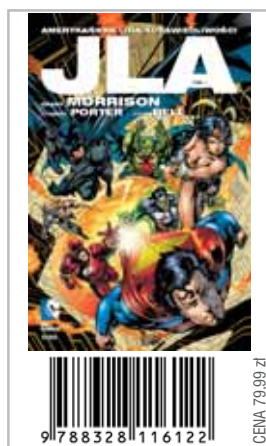 AMERYKAŃSKA LIGA SPRAWIEDLIWOŚCI
JLA
MORRISON
PORTER DELL
9 788328 116122
CENA 79.99 zł